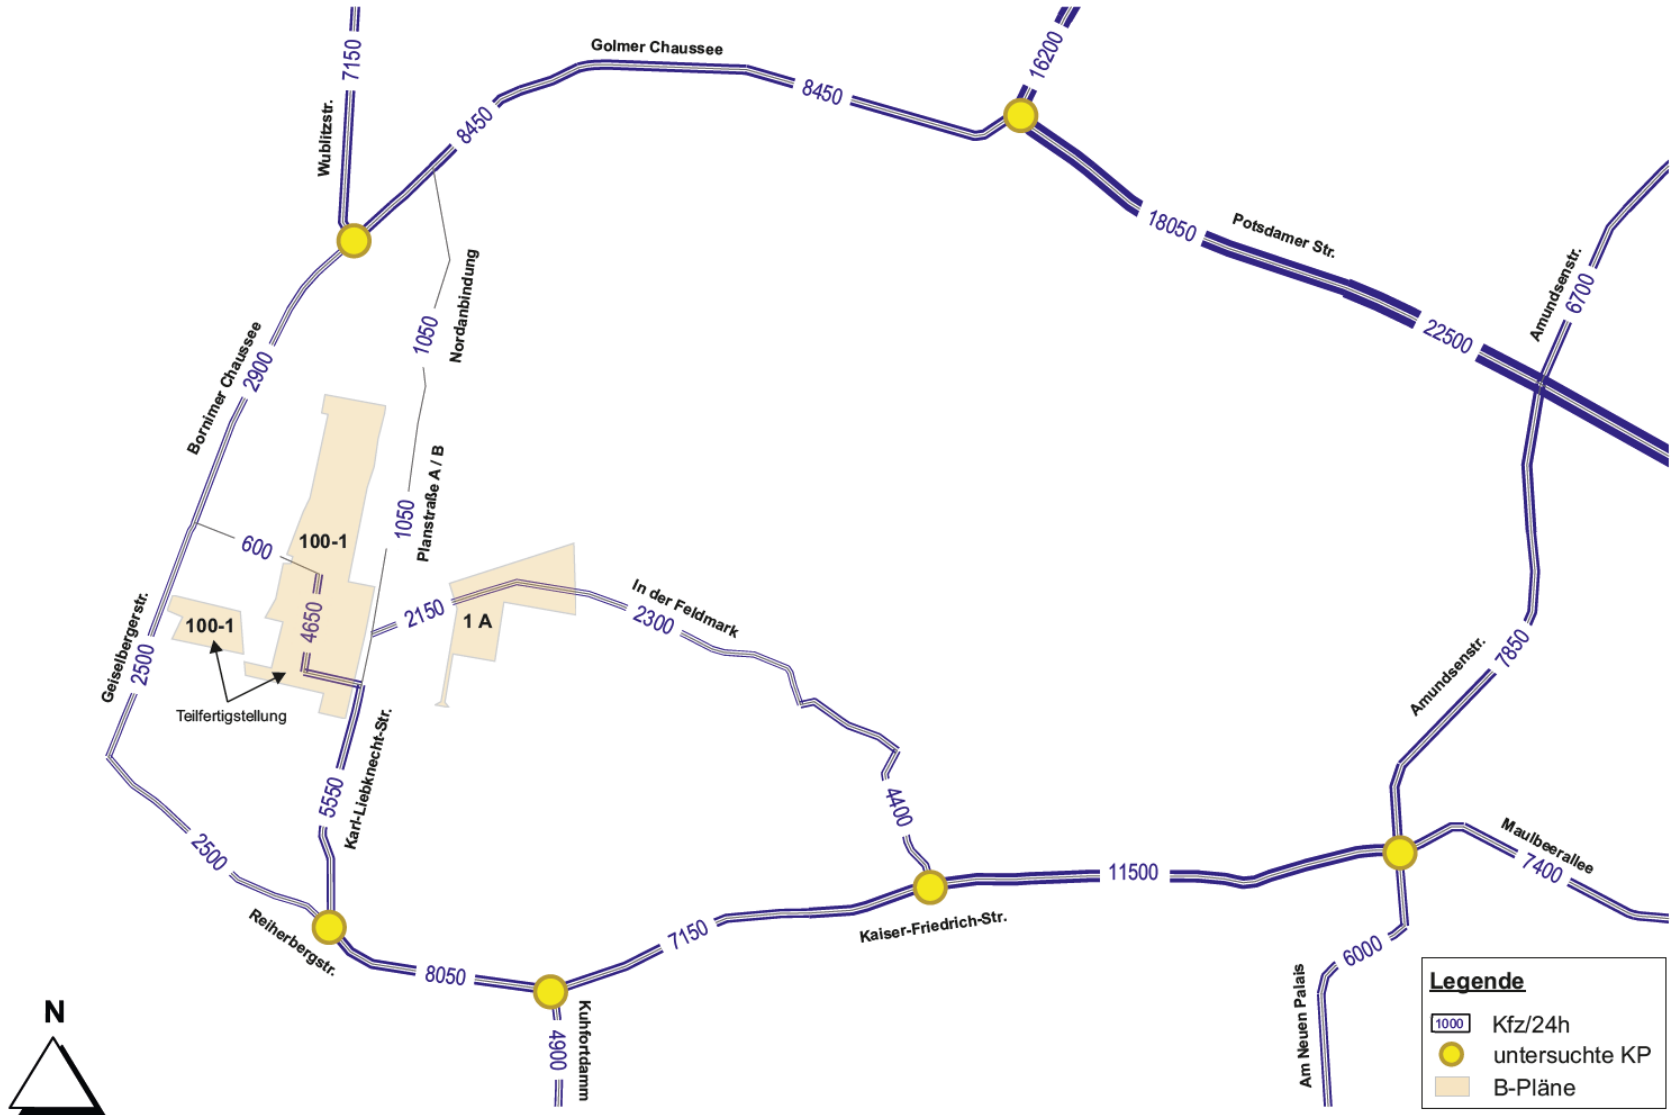 7150
Wublitzstr.
Golmer Chaussee
8450
8450
16200
18050
Potsdamer Str.
22500
Amundsenstr.
6700
Nordanbindung
1050
Bornimer Chaussee
2900
Planstraße A / B
1050
600
100-1
4650
100-1
Geiselbergerstr.
2500
Teilfertigstellung
2150
1 A
In der Feldmark
2300
4400
Amundsenstr.
7850
5550
Karl-Liebknecht-Str.
2500
Reiherbergstr.
8050
7150
Kaiser-Friedrich-Str.
11500
Maulbeerallee
7400
Kuhfortdamm
4900
6000
Am Neuen Palais
N
Legende
1000 Kfz/24h
untersuchte KP
B-Pläne